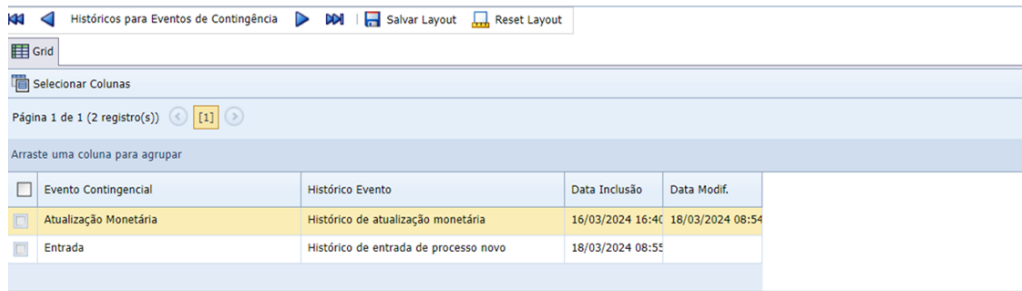 Históricos para Eventos de Contingência Salvar Layout Reset Layout
Grid
Selecionar Colunas
Página 1 de 1 (2 registro(s)) [1]
Arraste uma coluna para agrupar
Evento Contingencial Histórico Evento Data Inclusão Data Modif.
Atualização Monetária Histórico de atualização monetária 16/03/2024 16:40 18/03/2024 08:54
Entrada Histórico de entrada de processo novo 18/03/2024 08:55